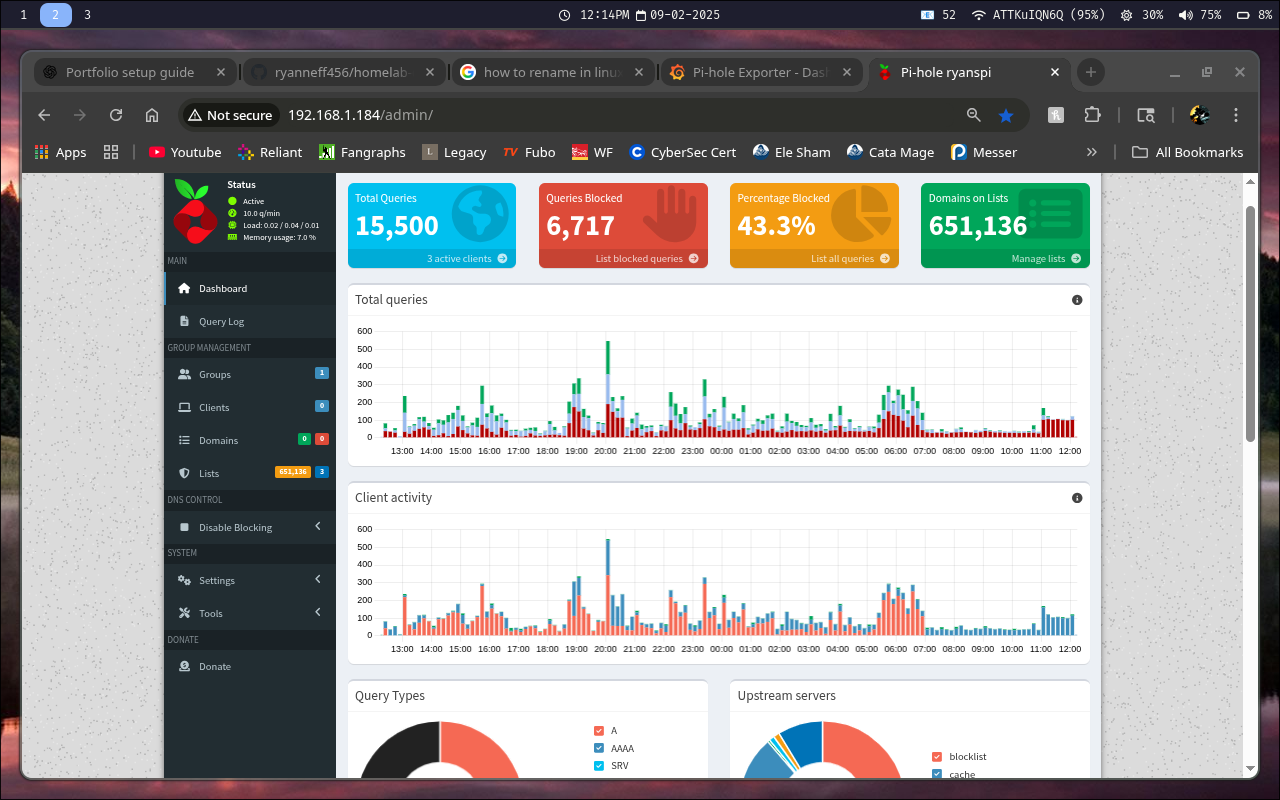 1 2 3 12:14PM 09-02-2025 52 ATTKuIQN6Q (95%) 30% 75% 8%
Portfolio setup guide ryanneff456/homelab- how to rename in linux Pi-hole Exporter - Dash Pi-hole ryanspi
Not secure 192.168.1.184/admin/
Apps Youtube Reliant Fangraphs L Legacy TV Fubo WF C CyberSec Cert Ele Sham Cata Mage Messer » All Bookmarks
Status
Active
10.0 q/min
Load: 0.02 / 0.04 / 0.01
Memory usage: 7.0 %
MAIN
Dashboard
Query Log
GROUP MANAGEMENT
Groups 1
Clients 0
Domains 0 0
Lists 651,136 3
DNS CONTROL
Disable Blocking
SYSTEM
Settings
Tools
DONATE
Donate
Total Queries
15,500
3 active clients
Queries Blocked
6,717
List blocked queries
Percentage Blocked
43.3%
List all queries
Domains on Lists
651,136
Manage lists
Total queries
600
500
400
300
200
100
0
13:00 14:00 15:00 16:00 17:00 18:00 19:00 20:00 21:00 22:00 23:00 00:00 01:00 02:00 03:00 04:00 05:00 06:00 07:00 08:00 09:00 10:00 11:00 12:00
Client activity
600
500
400
300
200
100
0
13:00 14:00 15:00 16:00 17:00 18:00 19:00 20:00 21:00 22:00 23:00 00:00 01:00 02:00 03:00 04:00 05:00 06:00 07:00 08:00 09:00 10:00 11:00 12:00
Query Types
A
AAAA
SRV
Upstream servers
blocklist
cache